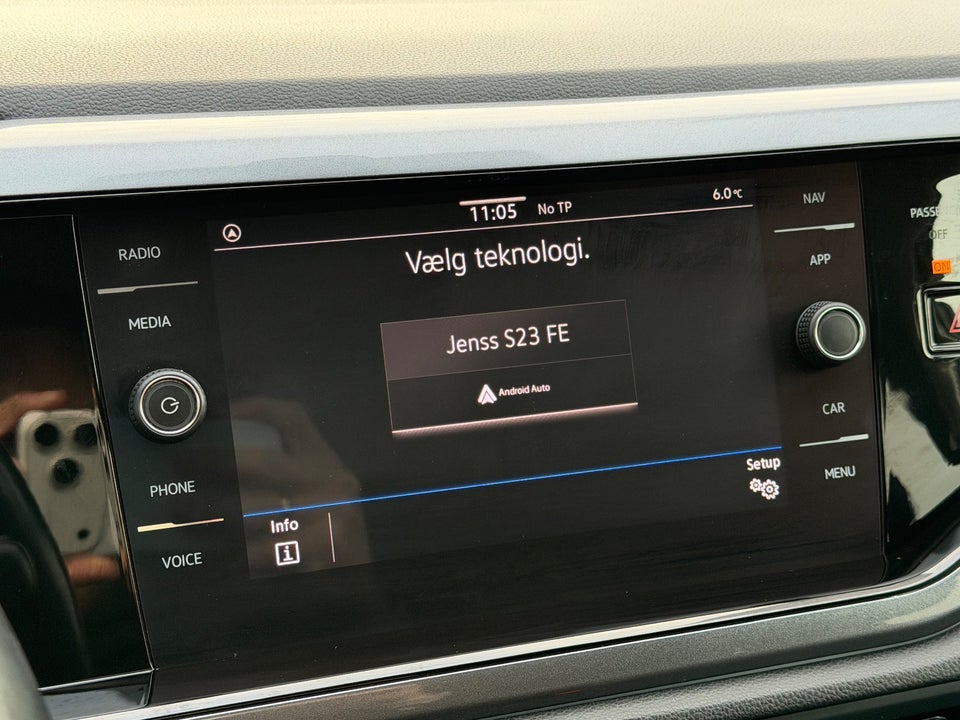 RADIO
MEDIA
PHONE
VOICE
11:05 No TP
6.0°C
Vælg teknologi.
Jenss S23 FE
Android Auto
Info
Setup
NAV
APP
CAR
MENU
OFF
ON